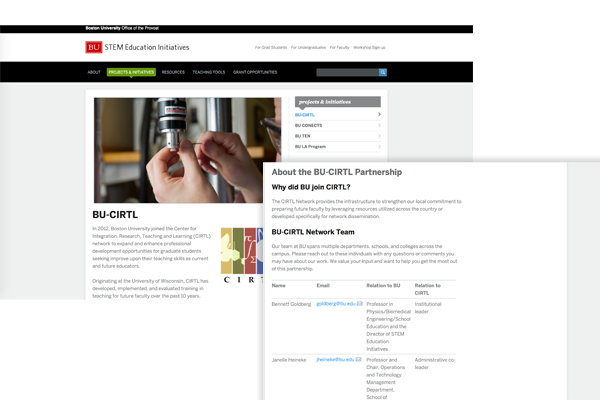 Boston University Office of the Provost
BU STEM Education Initiatives
For Grad Students For Undergraduates For Faculty Workshop Sign up
ABOUT PROJECTS & INITIATIVES RESOURCES TEACHING TOOLS GRANT OPPORTUNITIES
projects & initiatives
BU CIRTL
BU CONECTS
BU TEN
BU LA Program
BU-CIRTL
In 2012, Boston University joined the Center for
Integration, Research, Teaching and Learning (CIRTL)
network to expand and enhance professional
development opportunities for graduate students
seeking improve upon their teaching skills as current
and future educators.
Originating at the University of Wisconsin, CIRTL has
developed, implemented, and evaluated training in
teaching for future faculty over the past 10 years.
C I R T
About the BU-CIRTL Partnership
Why did BU join CIRTL?
The CIRTL Network provides the infrastructure to strengthen our local commitment to
preparing future faculty by leveraging resources utilized across the country or
developed specifically for network dissemination.
BU-CIRTL Network Team
Our team at BU spans multiple departments, schools, and colleges across the
campus. Please reach out to these individuals with any questions or comments you
may have about our work. We value your input and want to help you get the most out
of this partnership.
Name Email Relation to BU Relation to
CIRTL
Bennett Goldberg goldberg@bu.edu Professor in Institutional
Physics/Biomedical leader
Engineering/School
Education and the
Director of STEM
Education
Initiatives
Janelle Heineke jheineke@bu.edu Professor and Administrative co-
Chair, Operations leader
and Technology
Management
Department,
School of